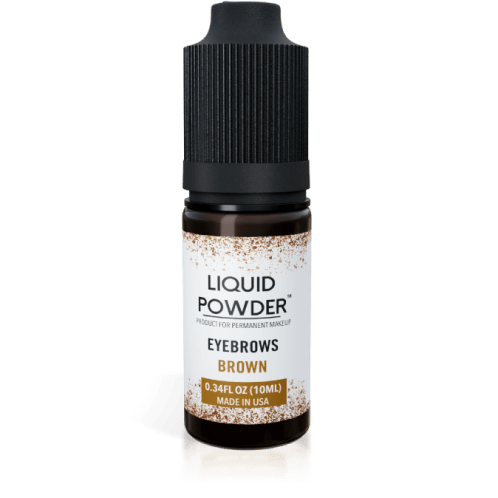 LIQUID
POWDER™
PRODUCT FOR PERMANENT MAKEUP
EYEBROWS
BROWN
0.34FL OZ (10ML)
MADE IN USA